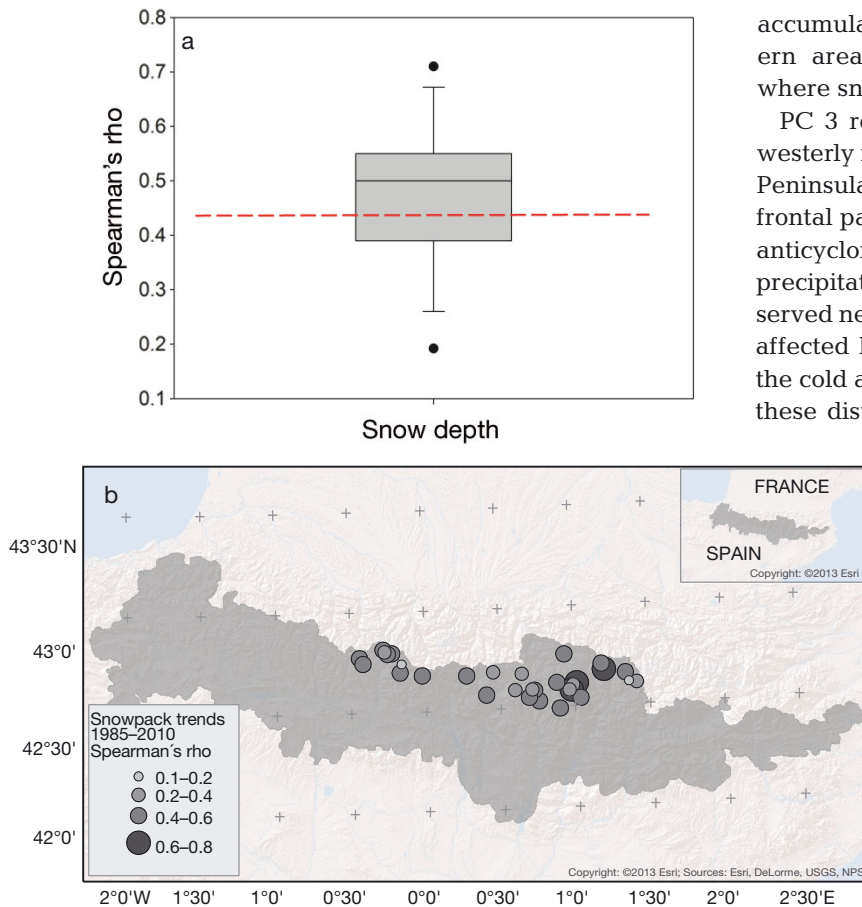 a
0.8
0.7
0.6
0.5
0.4
0.3
0.2
0.1
Spearman's rho
Snow depth
accumula
ern area
where sn
PC 3 re
westerly
Peninsula
frontal pa
anticyclo
precipitat
served ne
affected
the cold a
these dis
b
FRANCE
SPAIN
Copyright: ©2013 Esri
43°30'N
43°0'
42°30'
42°0'
Snowpack trends
1985–2010
Spearman´s rho
0.1–0.2
0.2–0.4
0.4–0.6
0.6–0.8
Copyright: ©2013 Esri; Sources: Esri, DeLorme, USGS, NPS
2°0'W 1°30' 1°0' 0°30' 0°0' 0°30' 1°0' 1°30' 2°0' 2°30'E